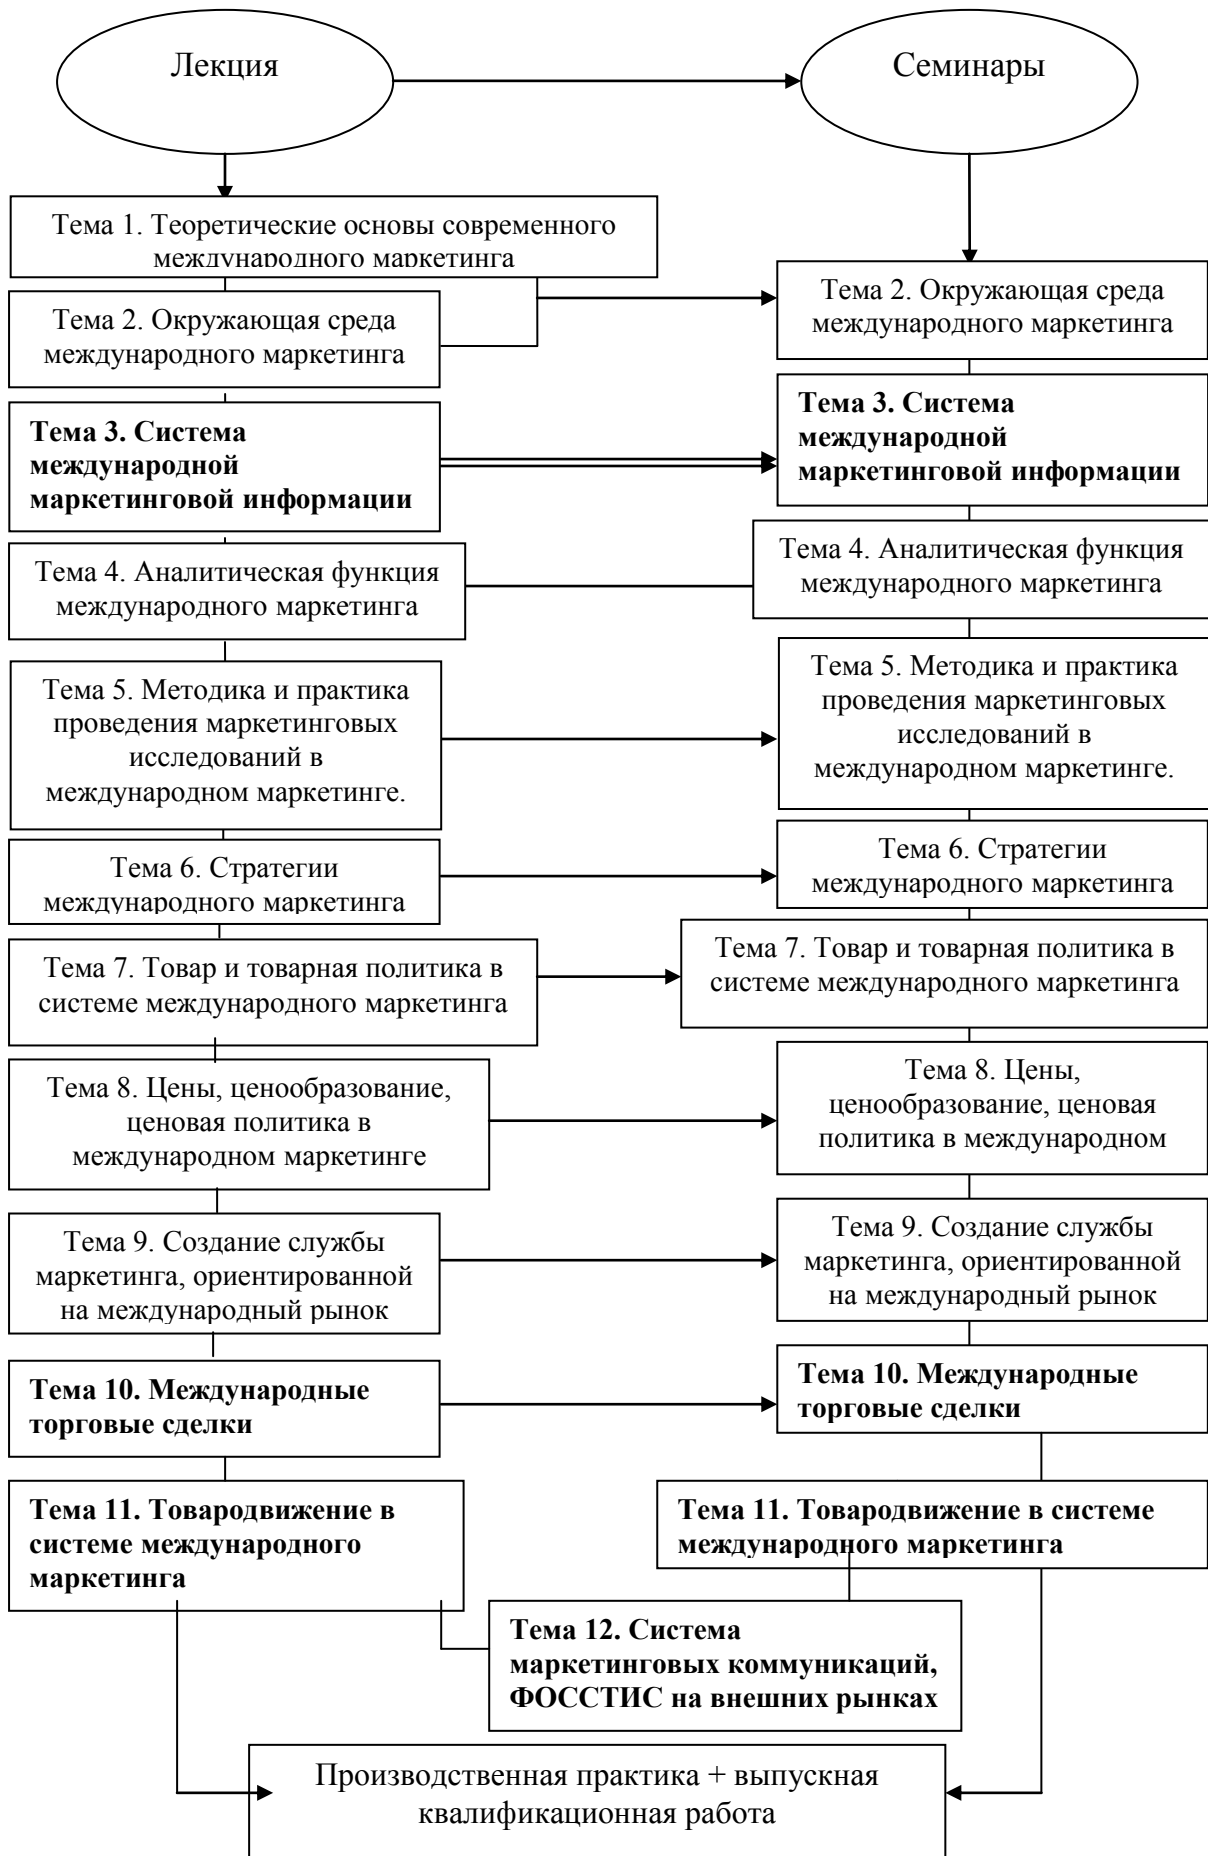 Лекция
Семинары
Тема 1. Теоретические основы современного
международного маркетинга
Тема 2. Окружающая среда
международного маркетинга
Тема 2. Окружающая среда
международного маркетинга
Тема 3. Система
международной
маркетинговой информации
Тема 3. Система
международной
маркетинговой информации
Тема 4. Аналитическая функция
международного маркетинга
Тема 4. Аналитическая функция
международного маркетинга
Тема 5. Методика и практика
проведения маркетинговых
исследований в
международном маркетинге.
Тема 5. Методика и практика
проведения маркетинговых
исследований в
международном маркетинге.
Тема 6. Стратегии
международного маркетинга
Тема 6. Стратегии
международного маркетинга
Тема 7. Товар и товарная политика в
системе международного маркетинга
Тема 7. Товар и товарная политика в
системе международного маркетинга
Тема 8. Цены, ценообразование,
ценовая политика в
международном маркетинге
Тема 8. Цены,
ценообразование, ценовая
политика в международном
Тема 9. Создание службы
маркетинга, ориентированной
на международный рынок
Тема 9. Создание службы
маркетинга, ориентированной
на международный рынок
Тема 10. Международные
торговые сделки
Тема 10. Международные
торговые сделки
Тема 11. Товародвижение в
системе международного
маркетинга
Тема 11. Товародвижение в системе
международного маркетинга
Тема 12. Система
маркетинговых коммуникаций,
ФОССТИС на внешних рынках
Производственная практика + выпускная
квалификационная работа